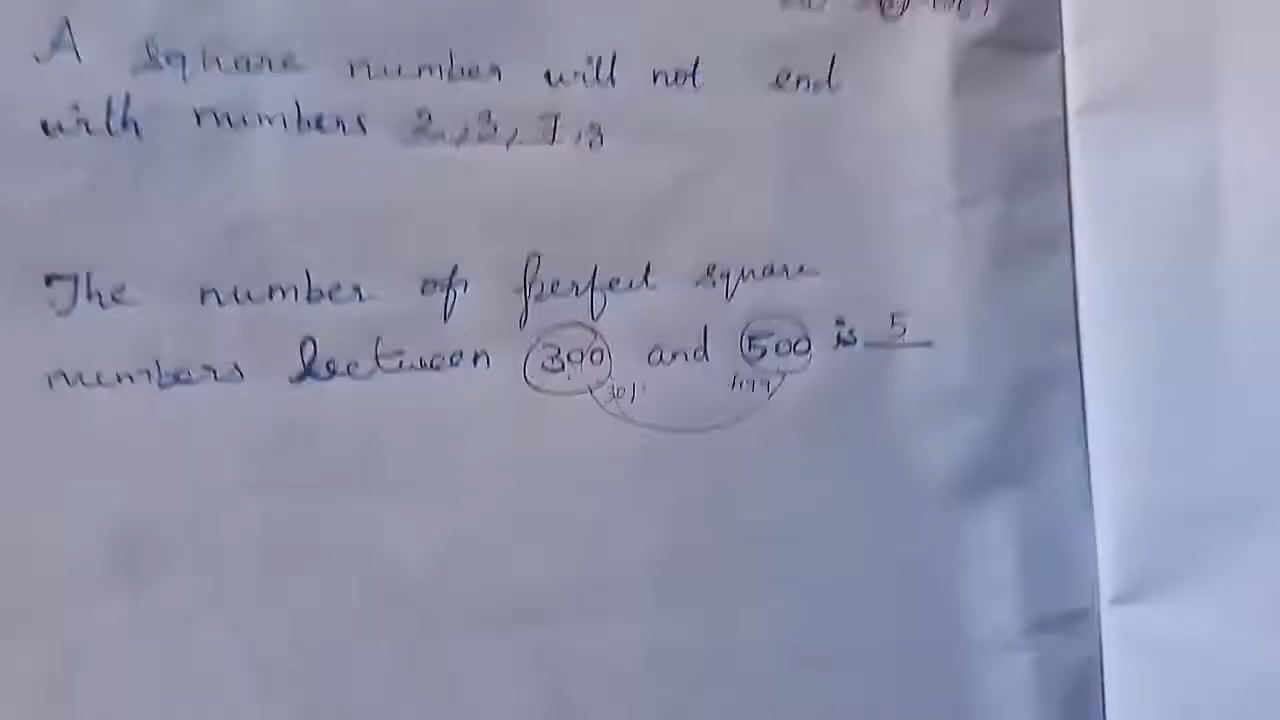 A square number will not end
with numbers 2, 3, 7, 8
The number of perfect square
numbers between 300 and 500 is 5
301 499